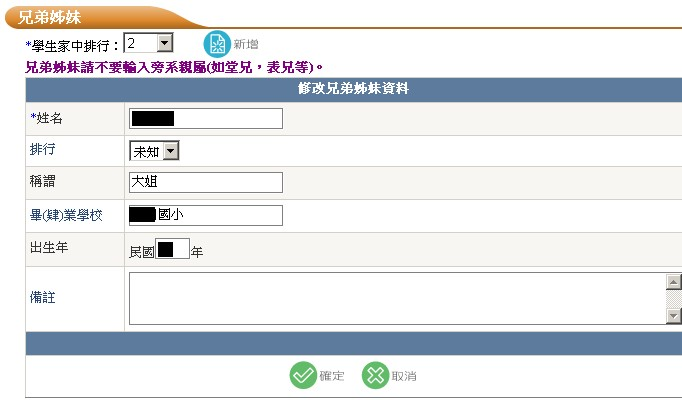 兄弟姊妹
*學生家中排行：2 新增
兄弟姊妹請不要輸入旁系親屬(如堂兄，表兄等)。
修改兄弟姊妹資料
*姓名
排行 未知
稱謂 大姐
畢(肄)業學校 國小
出生年 民國 年
備註
確定 取消